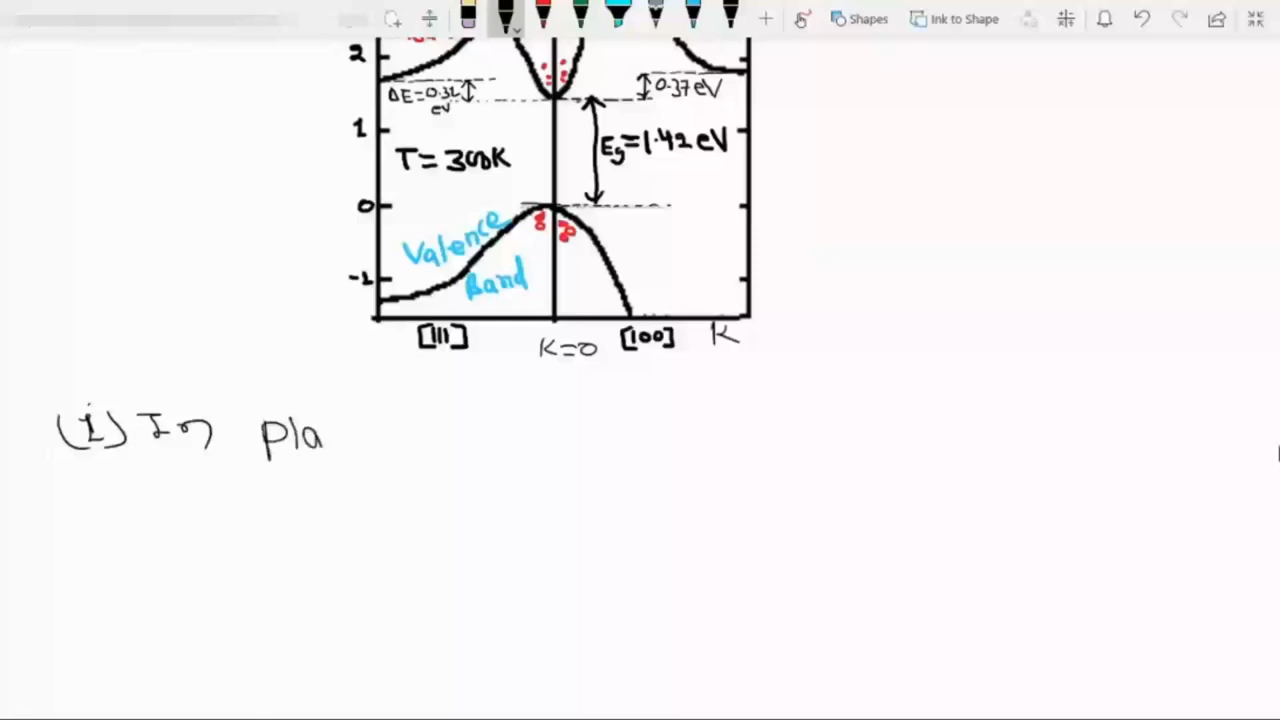 Shapes Ink to Shape
2
ΔE=0.32 eV
0.37 eV
1
Eg=1.42 eV
T= 300K
0
Valence
Band
-1
[111] K=0 [100] K
(i) In pla